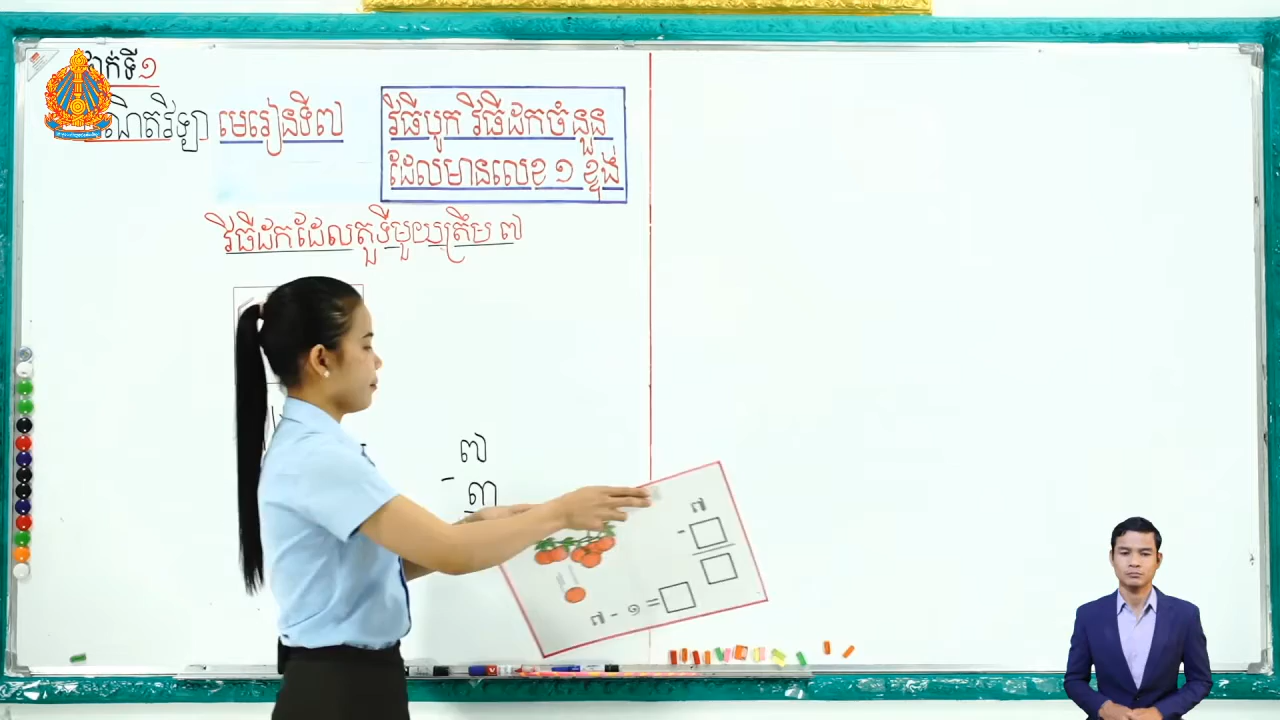 ថ្នាក់ទី១
គណិតវិទ្យា មេរៀនទី៧
វិធីបូក វិធីដកចំនួន
ដែលមានលេខ ១ ខ្ទង់
វិធីដកដែលតួទីមួយត្រឹម ៧
៧
-
៣
៧
-
៧ - ១ =